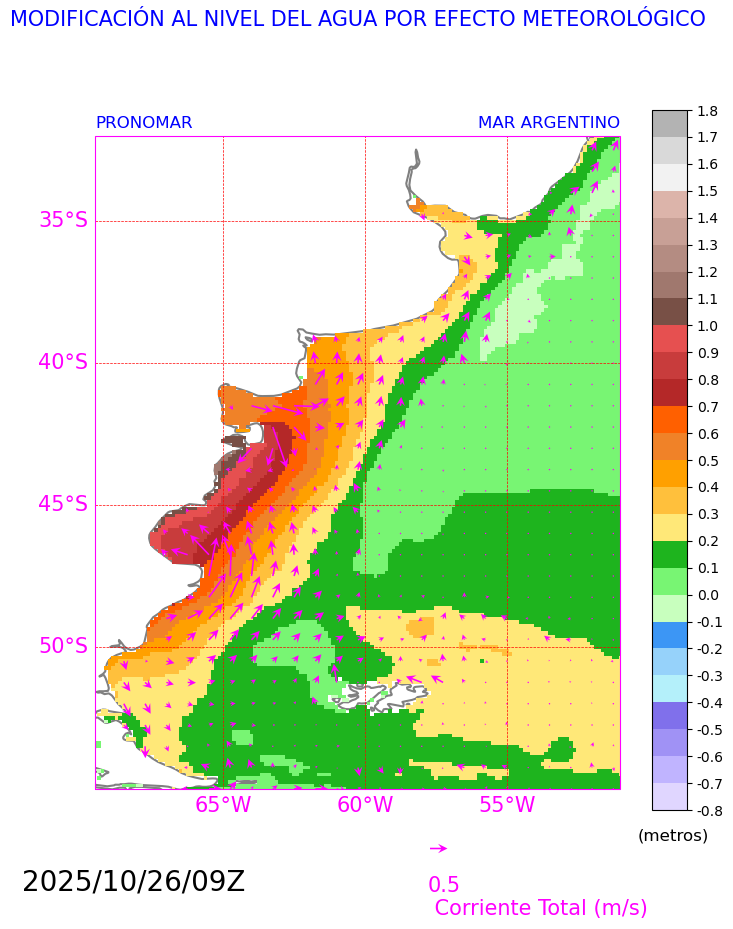 MODIFICACIÓN AL NIVEL DEL AGUA POR EFECTO METEOROLÓGICO
PRONOMAR
MAR ARGENTINO
35°S
40°S
45°S
50°S
65°W
60°W
55°W
1.8
1.7
1.6
1.5
1.4
1.3
1.2
1.1
1.0
0.9
0.8
0.7
0.6
0.5
0.4
0.3
0.2
0.1
0.0
-0.1
-0.2
-0.3
-0.4
-0.5
-0.6
-0.7
-0.8
(metros)
2025/10/26/09Z
0.5
Corriente Total (m/s)